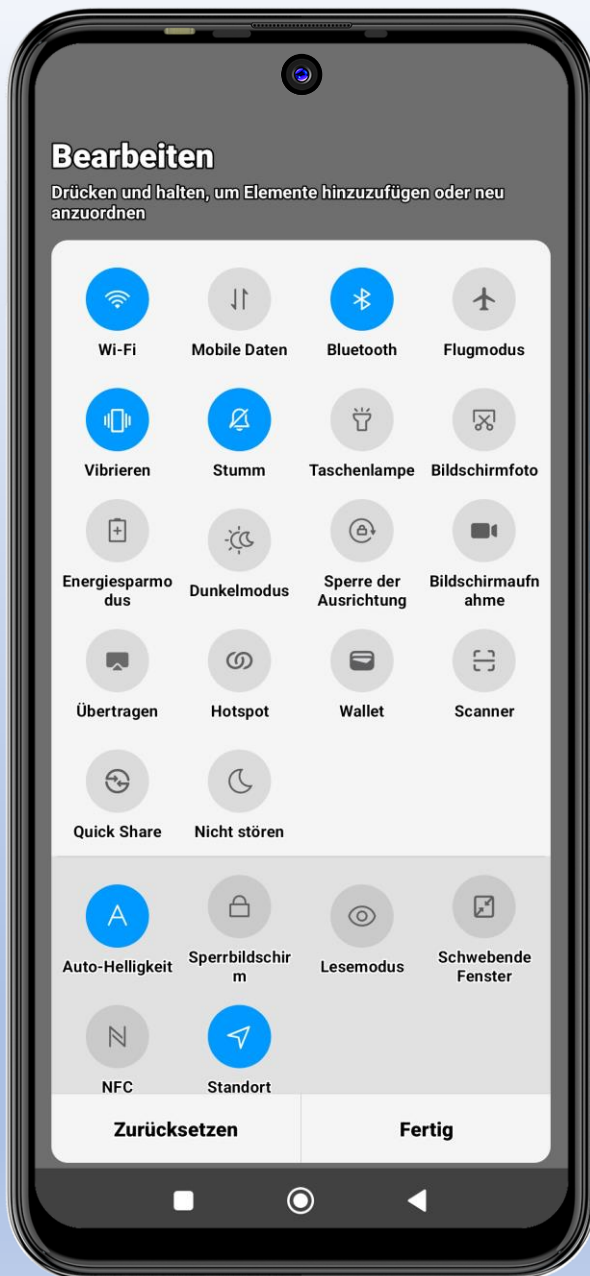 Bearbeiten
Drücken und halten, um Elemente hinzuzufügen oder neu
anzuordnen
Wi-Fi
Mobile Daten
Bluetooth
Flugmodus
Vibrieren
Stumm
Taschenlampe
Bildschirmfoto
Energiesparmo
dus
Dunkelmodus
Sperre der
Ausrichtung
Bildschirmaufn
ahme
Übertragen
Hotspot
Wallet
Scanner
Quick Share
Nicht stören
A
Auto-Helligkeit
Sperrbildschir
m
Lesemodus
Schwebende
Fenster
NFC
Standort
Zurücksetzen
Fertig